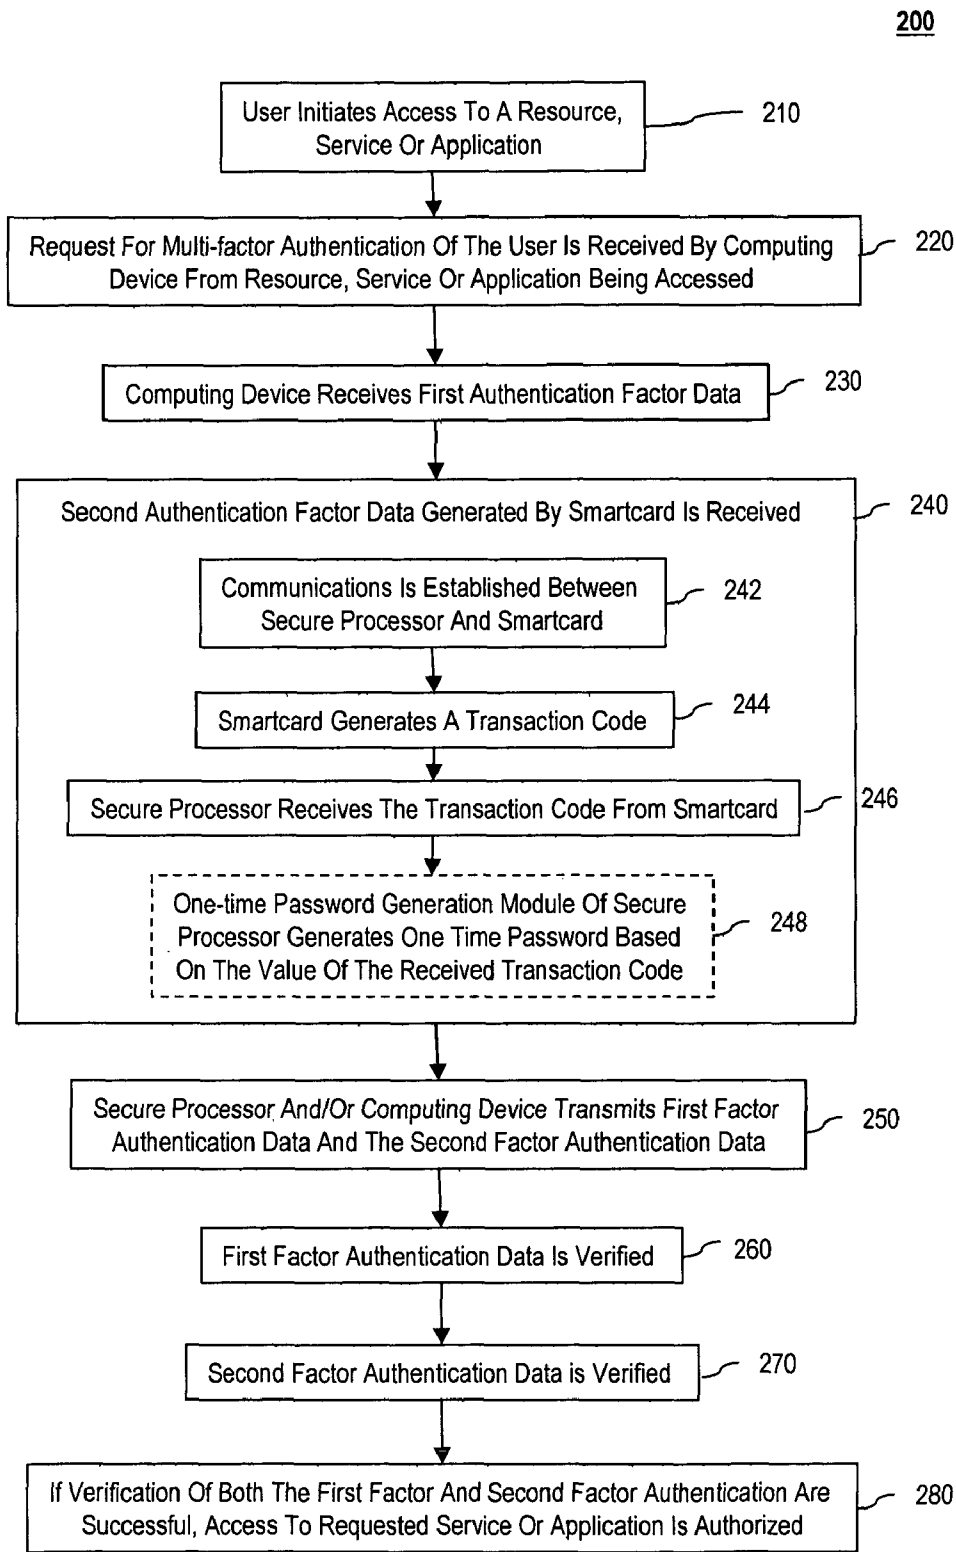 200
User Initiates Access To A Resource,
Service Or Application
210
Request For Multi-factor Authentication Of The User Is Received By Computing
Device From Resource, Service Or Application Being Accessed
220
Computing Device Receives First Authentication Factor Data
230
Second Authentication Factor Data Generated By Smartcard Is Received
240
Communications Is Established Between
Secure Processor And Smartcard
242
Smartcard Generates A Transaction Code
244
Secure Processor Receives The Transaction Code From Smartcard
246
One-time Password Generation Module Of Secure
Processor Generates One Time Password Based
On The Value Of The Received Transaction Code
248
Secure Processor And/Or Computing Device Transmits First Factor
Authentication Data And The Second Factor Authentication Data
250
First Factor Authentication Data Is Verified
260
Second Factor Authentication Data is Verified
270
If Verification Of Both The First Factor And Second Factor Authentication Are
Successful, Access To Requested Service Or Application Is Authorized
280